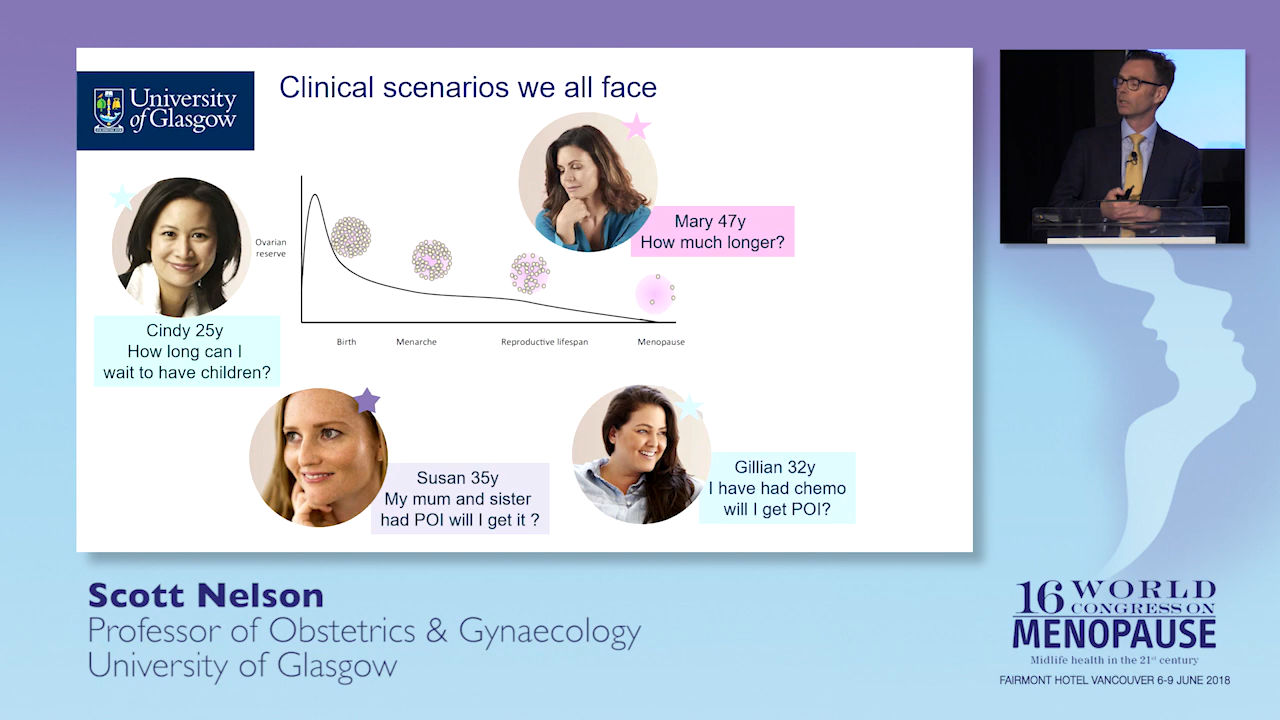 University
of Glasgow
Clinical scenarios we all face
Mary 47y
How much longer?
Ovarian
reserve
Cindy 25y
How long can I
wait to have children?
Birth
Menarche
Reproductive lifespan
Menopause
Susan 35y
My mum and sister
had POI will I get it ?
Gillian 32y
I have had chemo
will I get POI?
Scott Nelson
Professor of Obstetrics & Gynaecology
University of Glasgow
16 WORLD
CONGRESS ON
MENOPAUSE
Midlife health in the 21st century
FAIRMONT HOTEL VANCOUVER 6-9 JUNE 2018